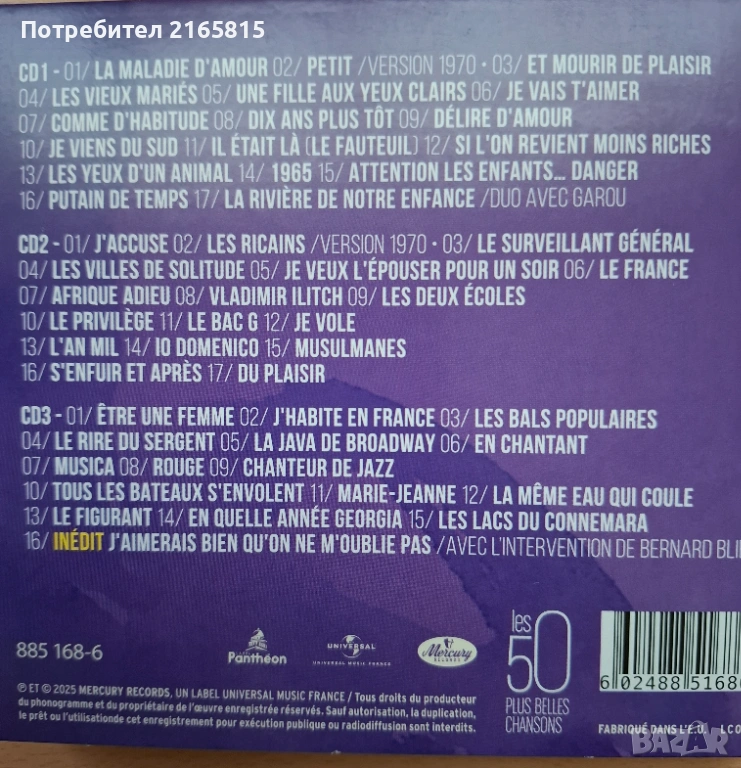 Потребител 2165815
CD1 - 01/ LA MALADIE D'AMOUR 02/ PETIT /VERSION 1970 • 03/ ET MOURIR DE PLAISIR
04/ LES VIEUX MARIÉS 05/ UNE FILLE AUX YEUX CLAIRS 06/ JE VAIS T'AIMER
07/ COMME D'HABITUDE 08/ DIX ANS PLUS TÔT 09/ DÉLIRE D'AMOUR
10/ JE VIENS DU SUD 11/ IL ÉTAIT LÀ (LE FAUTEUIL) 12/ SI L'ON REVIENT MOINS RICHES
13/ LES YEUX D'UN ANIMAL 14/ 1965 15/ ATTENTION LES ENFANTS... DANGER
16/ PUTAIN DE TEMPS 17/ LA RIVIÈRE DE NOTRE ENFANCE /DUO AVEC GAROU
CD2 - 01/ J'ACCUSE 02/ LES RICAINS /VERSION 1970 • 03/ LE SURVEILLANT GÉNÉRAL
04/ LES VILLES DE SOLITUDE 05/ JE VEUX L'ÉPOUSER POUR UN SOIR 06/ LE FRANCE
07/ AFRIQUE ADIEU 08/ VLADIMIR ILITCH 09/ LES DEUX ÉCOLES
10/ LE PRIVILÈGE 11/ LE BAC G 12/ JE VOLE
13/ L'AN MIL 14/ IO DOMENICO 15/ MUSULMANES
16/ S'ENFUIR ET APRÈS 17/ DU PLAISIR
CD3 - 01/ ÊTRE UNE FEMME 02/ J'HABITE EN FRANCE 03/ LES BALS POPULAIRES
04/ LE RIRE DU SERGENT 05/ LA JAVA DE BROADWAY 06/ EN CHANTANT
07/ MUSICA 08/ ROUGE 09/ CHANTEUR DE JAZZ
10/ TOUS LES BATEAUX S'ENVOLENT 11/ MARIE-JEANNE 12/ LA MÊME EAU QUI COULE
13/ LE FIGURANT 14/ EN QUELLE ANNÉE GEORGIA 15/ LES LACS DU CONNEMARA
16/ INÉDIT J'AIMERAIS BIEN QU'ON NE M'OUBLIE PAS /AVEC L'INTERVENTION DE BERNARD BLI
885 168-6
Panthéon
UNIVERSAL
UNIVERSAL MUSIC FRANCE
Mercury
RECORDS
les
50
PLUS BELLES
CHANSONS
6 02488 5168
℗ ET © 2025 MERCURY RECORDS, UN LABEL UNIVERSAL MUSIC FRANCE / Tous droits du producteur
du phonogramme et du propriétaire de l'œuvre enregistrée réservés. Sauf autorisation, la duplication,
le prêt ou l'utilisationde cet enregistrement pour exécution publique ou radiodiffusion sont interdits.
FABRIQUÉ DANS L'E.U. LC0
BAZAR